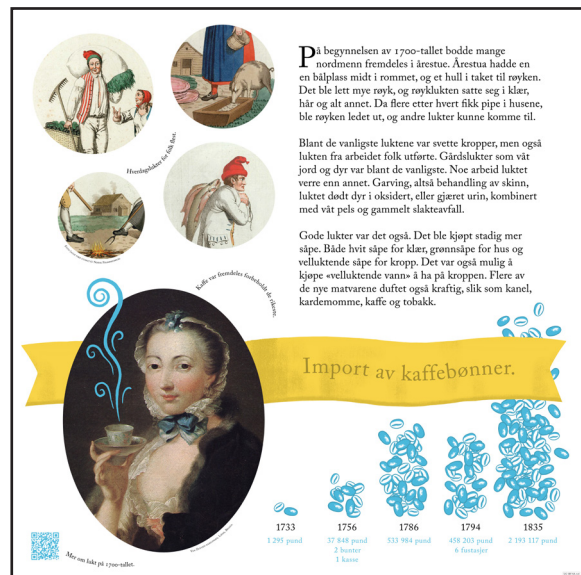 På begynnelsen av 1700-tallet bodde mange
nordmenn fremdeles i årestue. Årestua hadde en
en bålplass midt i rommet, og et hull i taket til røyken.
Det ble lett mye røyk, og røyklukten satte seg i klær,
hår og alt annet. Da flere etter hvert fikk pipe i husene,
ble røyken ledet ut, og andre lukter kunne komme til.
Blant de vanligste luktene var svette kropper, men også
lukten fra arbeidet folk utførte. Gårdslukter som våt
jord og dyr var blant de vanligste. Noe arbeid luktet
verre enn annet. Garving, altså behandling av skinn,
luktet dødt dyr i oksidert, eller gjæret urin, kombinert
med våt pels og gammelt slakteavfall.
Gode lukter var det også. Det ble kjøpt stadig mer
såpe. Både hvit såpe for klær, grønnsåpe for hus og
velluktende såpe for kropp. Det var også mulig å
kjøpe «velluktende vann» å ha på kroppen. Flere av
de nye matvarene duftet også kraftig, slik som kanel,
kardemomme, kaffe og tobakk.
Hverdagslukter for folk flest.
Kaffe var fremdeles forbeholdt de rikeste.
Import av kaffebønner.
1733
1 295 pund
1756
37 848 pund
2 bunter
1 kasse
1786
533 984 pund
1794
458 203 pund
6 fustasjer
1835
2 193 117 pund
Mer om lukt på 1700-tallet.